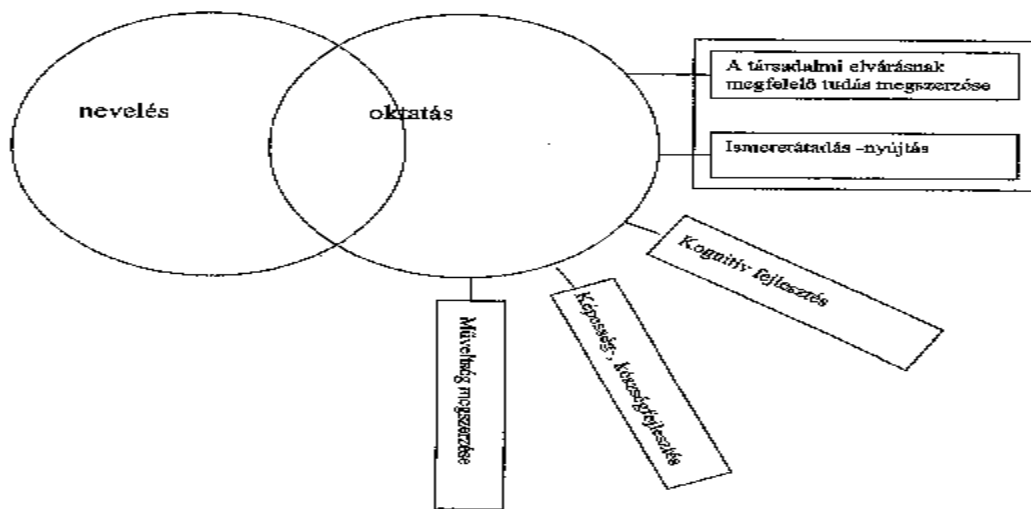 nevelés
oktatás
A társadalmi elvárásnak
megfelelő tudás megszerzése
Ismeretátadás –nyújtás
Kognitív fejlesztés
Képesség-, készségfejlesztés
Műveltség megszerzése